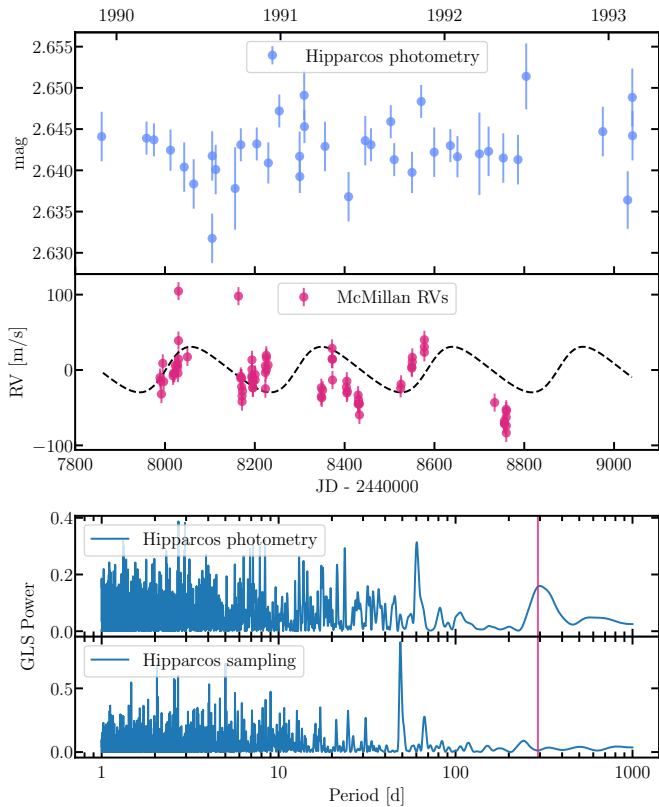 1990 1991 1992 1993
2.655
2.650
2.645
2.640
2.635
2.630
mag
Hipparcos photometry
100
0
−100
RV [m/s]
McMillan RVs
7800 8000 8200 8400 8600 8800 9000
JD - 2440000
0.4
0.2
0.0
Hipparcos photometry
GLS Power
0.5
0.0
Hipparcos sampling
1 10 100 1000
Period [d]